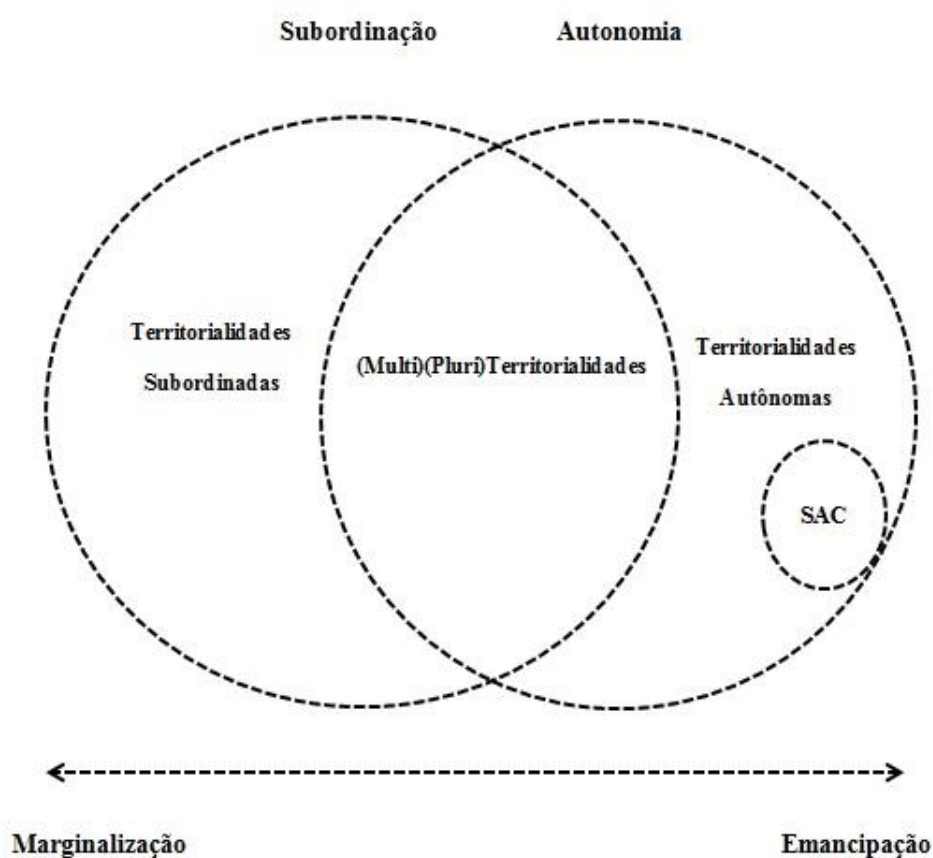 Subordinação
Autonomia
Territorialidades
Subordinadas
(Multi)(Pluri)Territorialidades
Territorialidades
Autônomas
SAC
Marginalização
Emancipação